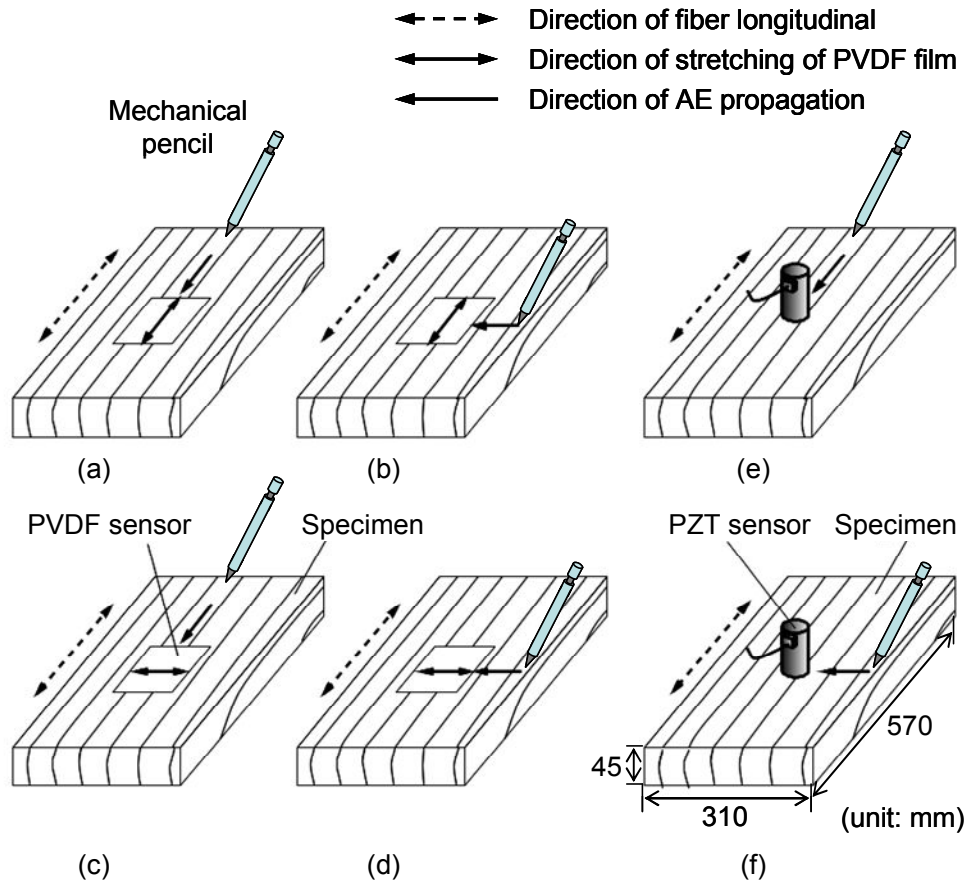 Direction of fiber longitudinal
Direction of stretching of PVDF film
Direction of AE propagation
Mechanical
pencil
(a)
(b)
(e)
PVDF sensor
Specimen
PZT sensor
Specimen
570
45
310
(unit: mm)
(c)
(d)
(f)